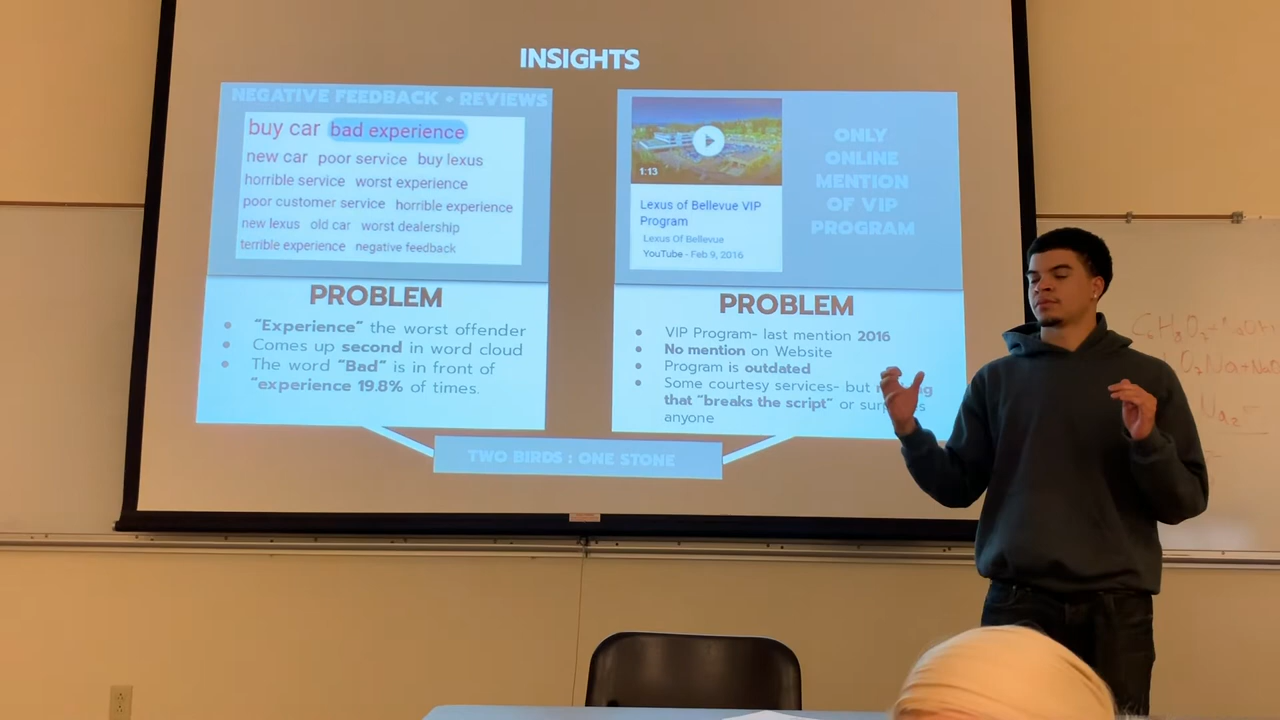 INSIGHTS
NEGATIVE FEEDBACK • REVIEWS
buy car bad experience
new car poor service buy lexus
horrible service worst experience
poor customer service horrible experience
new lexus old car worst dealership
terrible experience negative feedback
PROBLEM
• "Experience" the worst offender
• Comes up second in word cloud
• The word "Bad" is in front of
"experience 19.8% of times.
1:13
Lexus of Bellevue VIP
Program
Lexus Of Bellevue
YouTube - Feb 9, 2016
ONLY
ONLINE
MENTION
OF VIP
PROGRAM
PROBLEM
• VIP Program- last mention 2016
• No mention on Website
• Program is outdated
• Some courtesy services- but
that "breaks the script" or
anyone
TWO BIRDS : ONE STONE